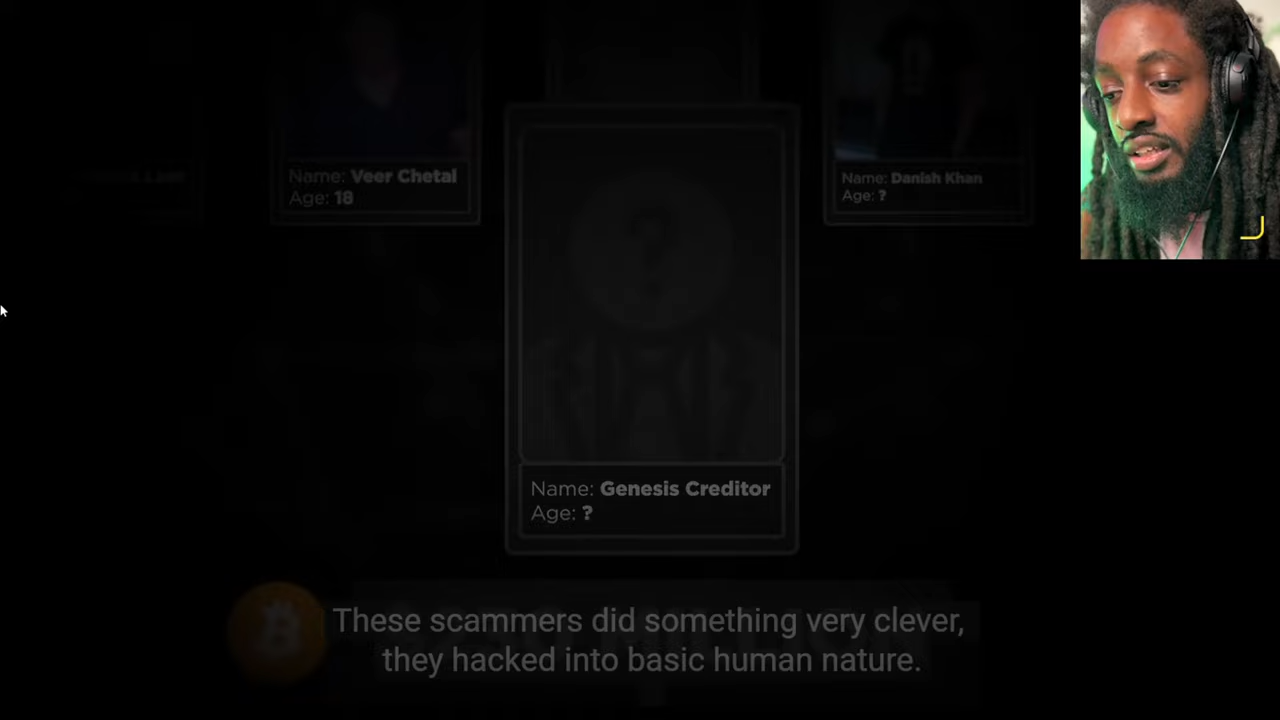 Name: Veer Chetal
Age: 18
Name: Danish Khan
Age: ?
?
Name: Genesis Creditor
Age: ?
These scammers did something very clever,
they hacked into basic human nature.